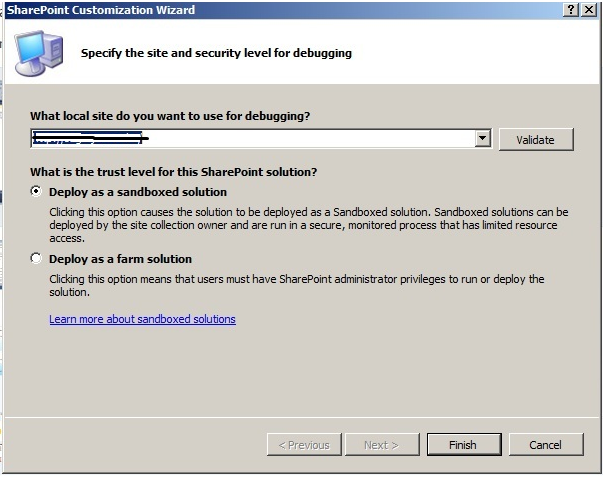 SharePoint Customization Wizard
Specify the site and security level for debugging
What local site do you want to use for debugging?
Validate
What is the trust level for this SharePoint solution?
Deploy as a sandboxed solution
Clicking this option causes the solution to be deployed as a Sandboxed solution. Sandboxed solutions can be
deployed by the site collection owner and are run in a secure, monitored process that has limited resource
access.
Deploy as a farm solution
Clicking this option means that users must have SharePoint administrator privileges to run or deploy the
solution.
Learn more about sandboxed solutions
< Previous
Next >
Finish
Cancel